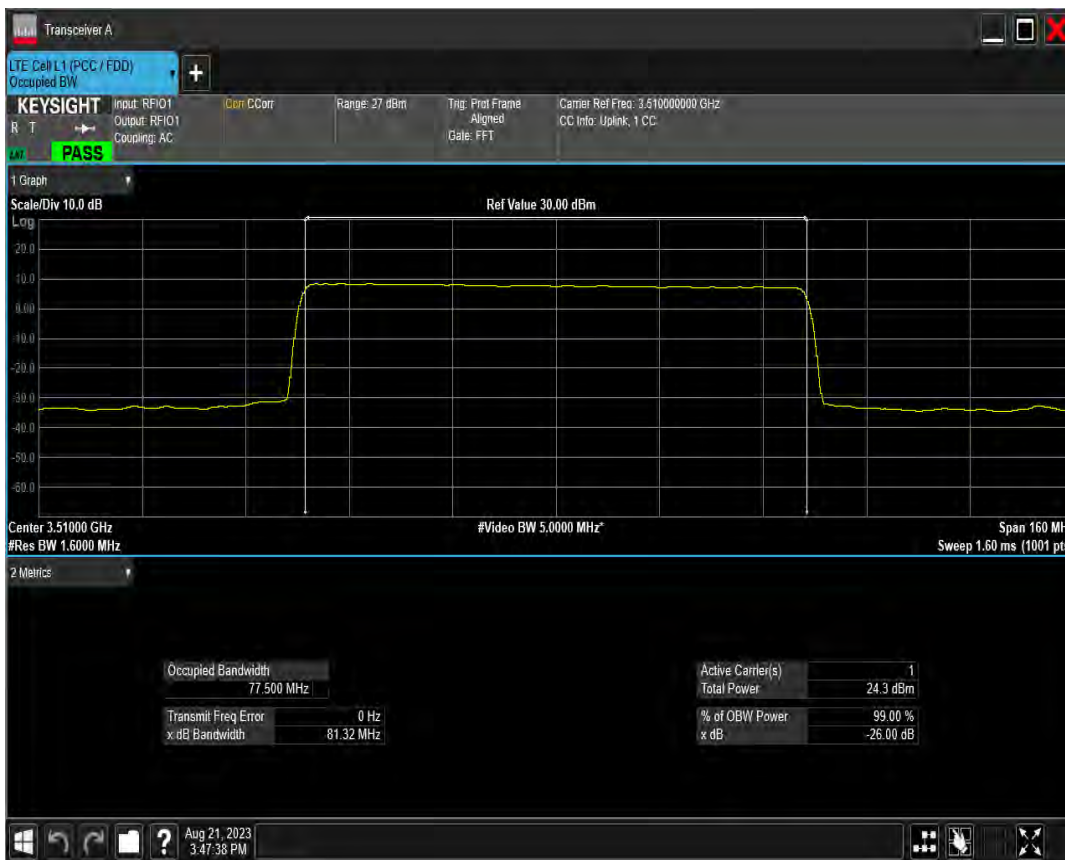 Transceiver A
LTE Cell L1 (PCC / FDD)
Occupied BW
+
KEYSIGHT
R T
LXI
PASS
Input: RFIO1
Output: RFIO1
Coupling: AC
Corr CCorr
Range: 27 dBm
Trig: Prot Frame
Aligned
Gate: FFT
Carrier Ref Freq: 3.510000000 GHz
CC Info: Uplink, 1 CC
1 Graph
Scale/Div 10.0 dB
Ref Value 30.00 dBm
Log
20.0
10.0
0.00
-10.0
-20.0
-30.0
-40.0
-50.0
-60.0
Center 3.51000 GHz
#Video BW 5.0000 MHz*
Span 160 MH
#Res BW 1.6000 MHz
Sweep 1.60 ms (1001 pt
2 Metrics
Occupied Bandwidth
77.500 MHz
Transmit Freq Error 0 Hz
x dB Bandwidth 81.32 MHz
Active Carrier(s) 1
Total Power 24.3 dBm
% of OBW Power 99.00 %
x dB -26.00 dB
?
Aug 21, 2023
3:47:38 PM